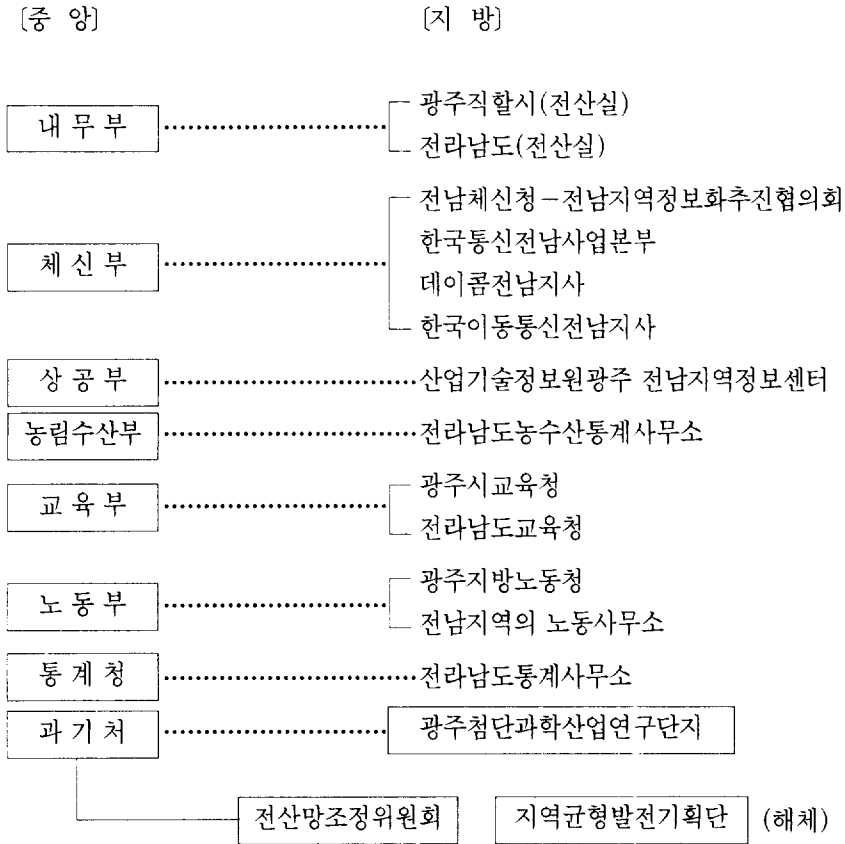 〔중 앙〕 〔지 방〕
내 무 부
광주직할시(전산실)
전라남도(전산실)
체 신 부
전남체신청－전남지역정보화추진협의회
한국통신전남사업본부
데이콤전남지사
한국이동통신전남지사
상 공 부 산업기술정보원광주 전남지역정보센터
농림수산부 전라남도농수산통계사무소
교 육 부
광주시교육청
전라남도교육청
노 동 부
광주지방노동청
전남지역의 노동사무소
통 계 청 전라남도통계사무소
과 기 처 광주첨단과학산업연구단지
전산망조정위원회 지역균형발전기획단 (해체)